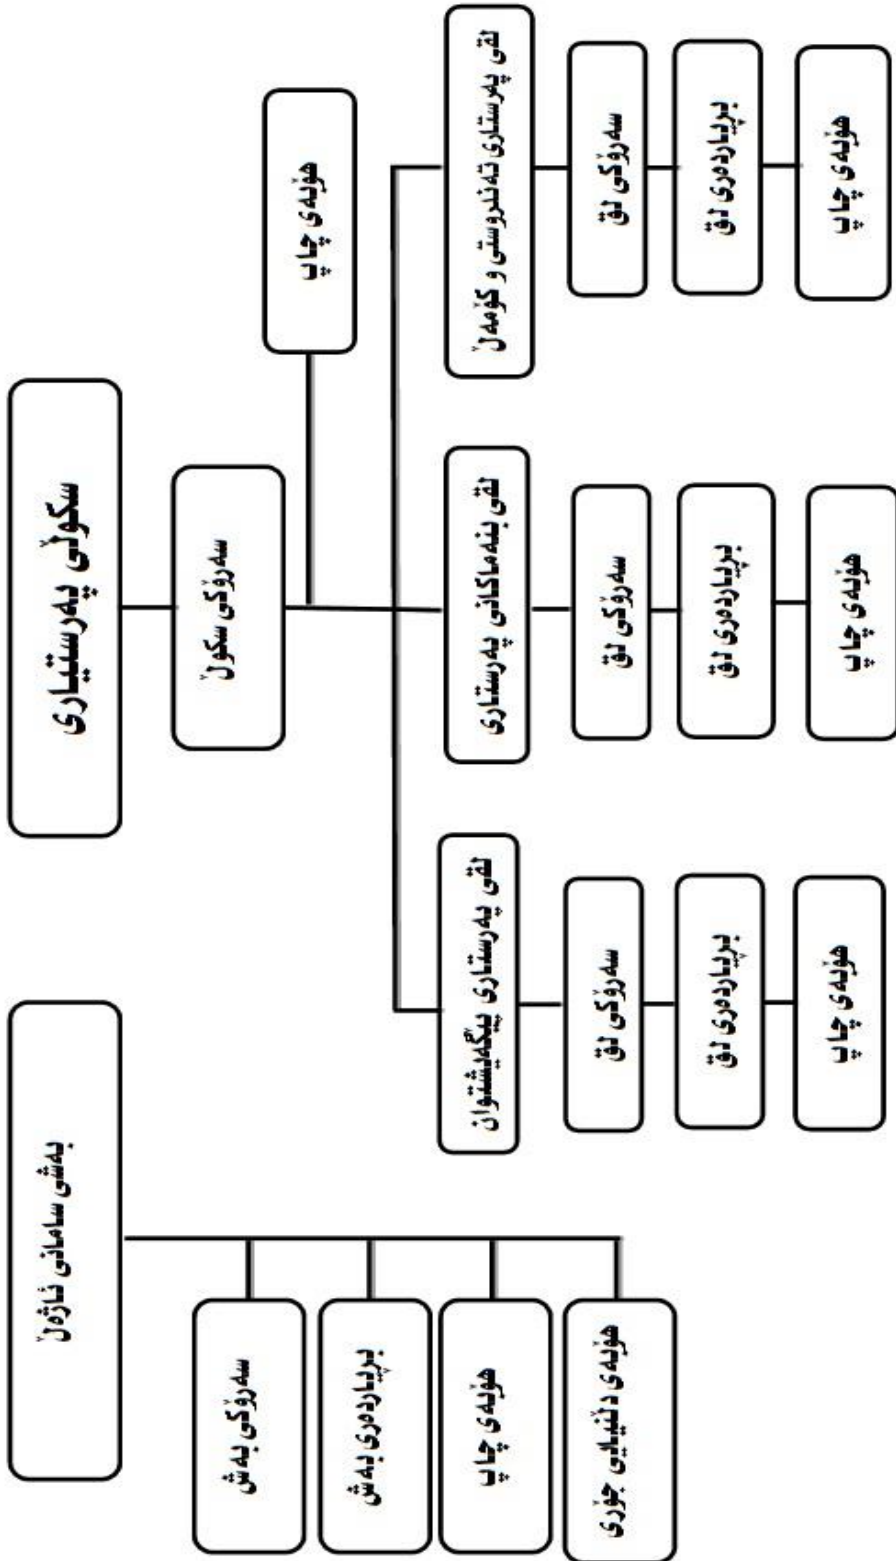 سکوڵی پەرستیاری
سەرۆکی سکوڵ
هۆبەی چاپ
لقی پەرستاری تەندروستی و کۆمەڵ
سەرۆکی لق
بڕیاردەری لق
هۆبەی چاپ
لقی بنەماکانی پەرستاری
سەرۆکی لق
بڕیاردەری لق
هۆبەی چاپ
لقی پەرستاری پێگەیشتوان
سەرۆکی لق
بڕیاردەری لق
هۆبەی چاپ
بەشی سامانی ئاژەڵ
سەرۆکی بەش
بڕیاردەری بەش
هۆبەی چاپ
هۆبەی دڵنیایی جۆری